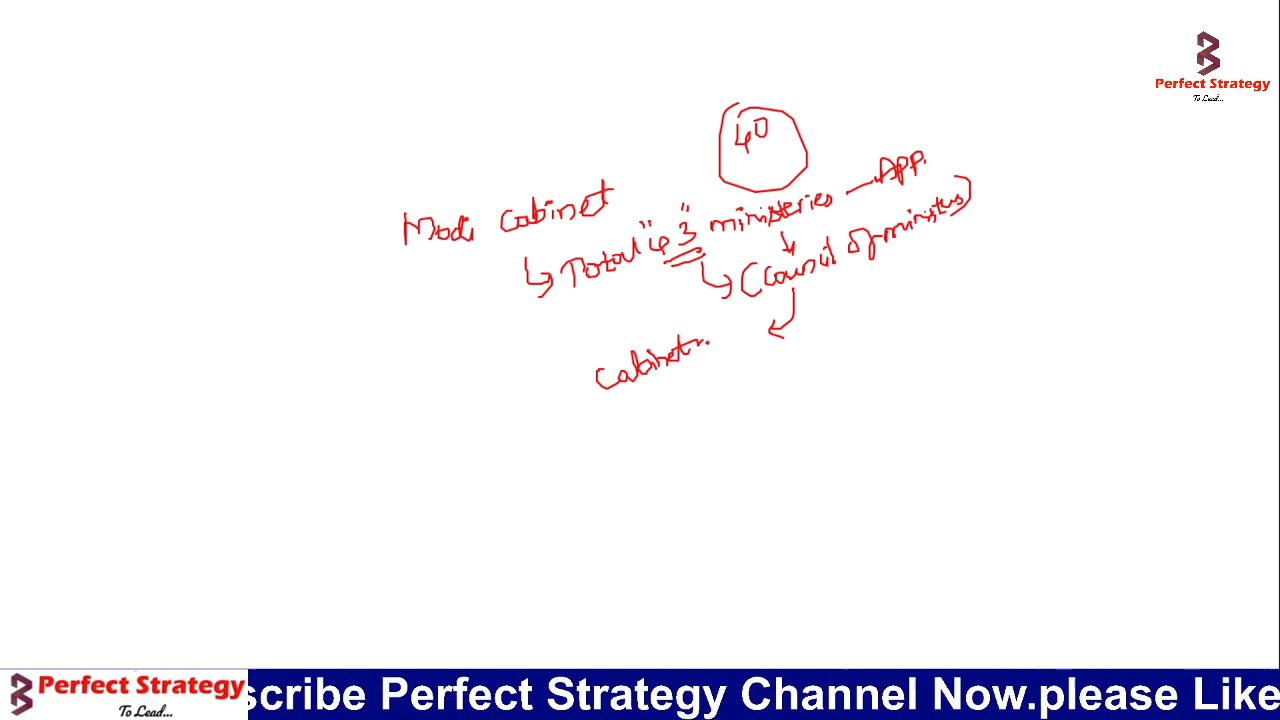 Perfect Strategy
To Lead...
40
Modi cabinet
Total "43" ministeries - App.
(Council of ministers)
cabinet
Perfect Strategy
To Lead...
scribe Perfect Strategy Channel Now.please Like